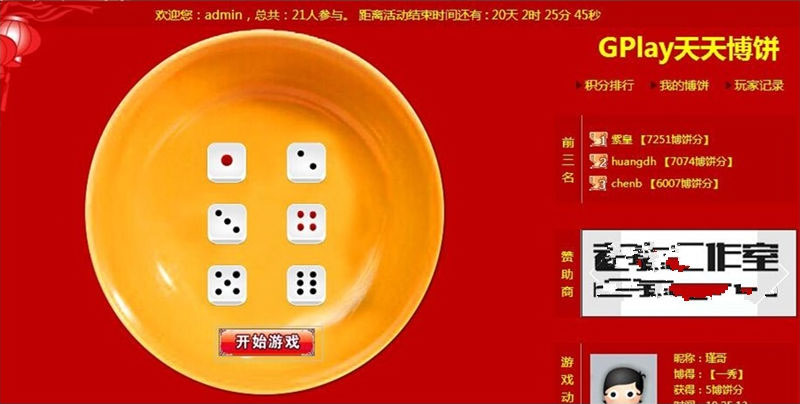 欢迎您：admin，总共：21人参与。 距离活动结束时间还有：20天 2时 25分 45秒
GPlay天天博饼
积分排行 我的博饼 玩家记录
前三名
1 紫皇 【7251博饼分】
2 huangdh 【7074博饼分】
3 chenb 【6007博饼分】
开始游戏
赞助商
工作室
游戏动
昵称：瑾哥
博得：【一秀】
获得：5博饼分